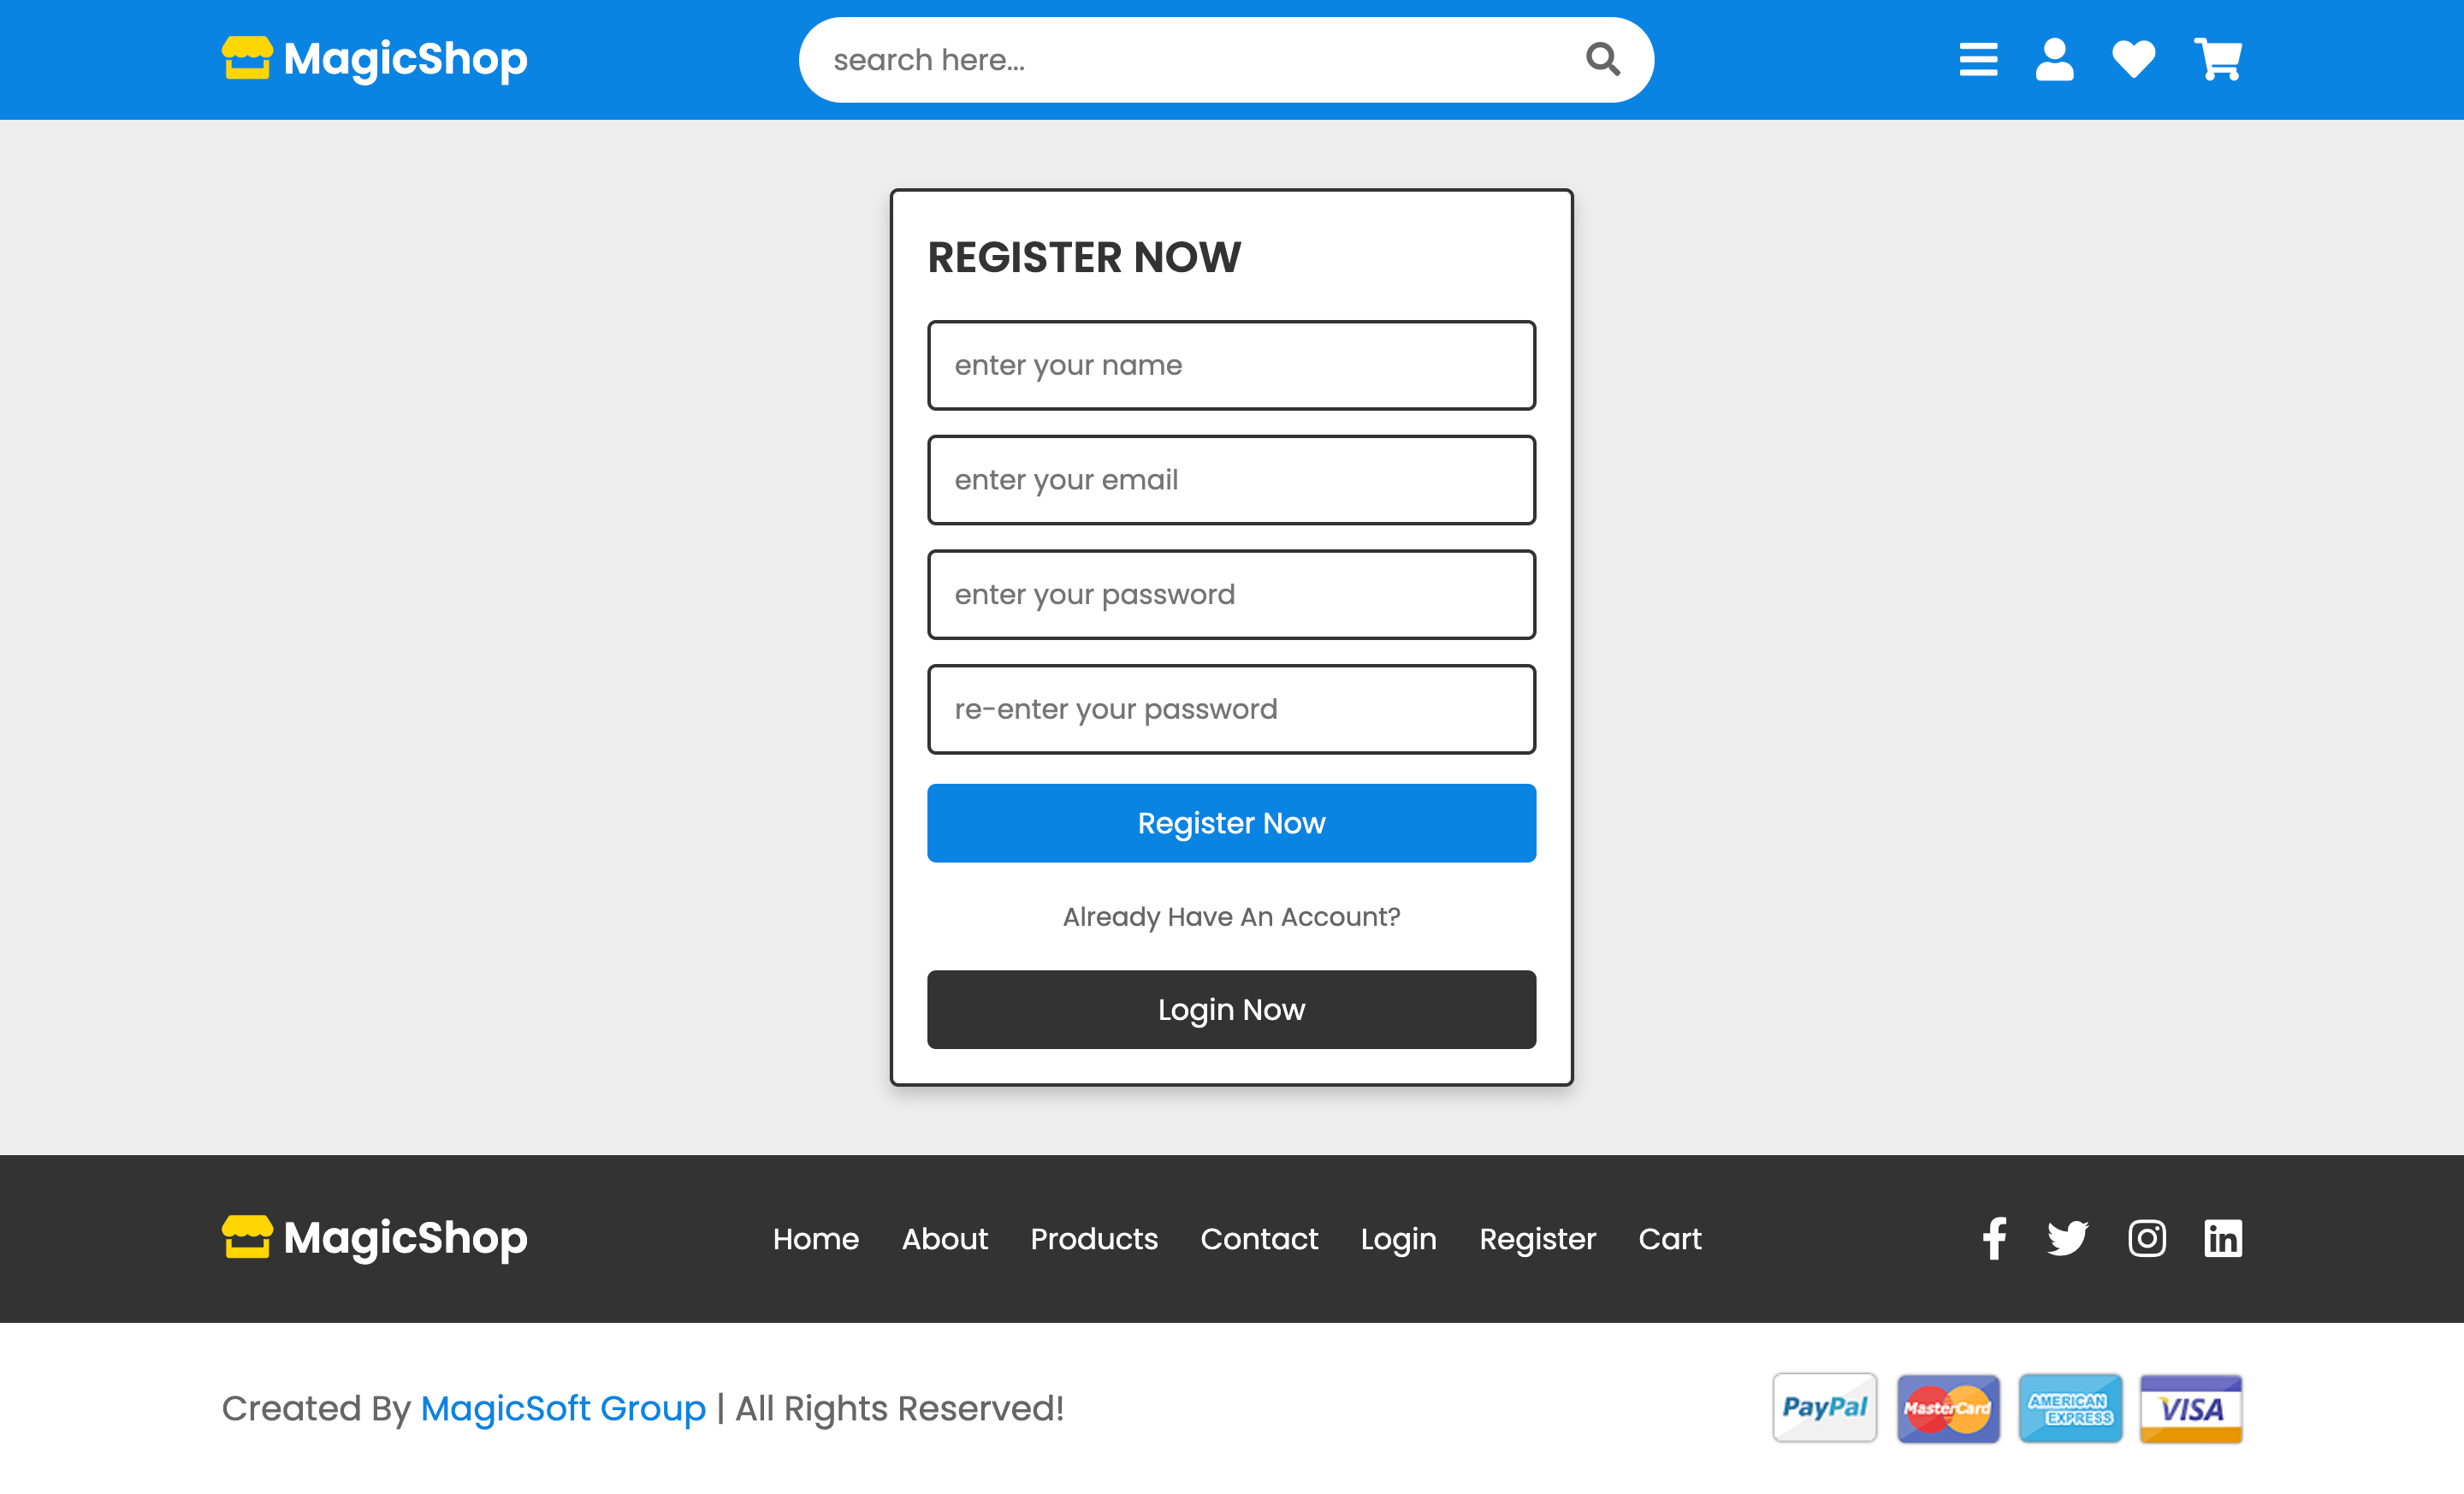 MagicShop
search here...
REGISTER NOW
enter your name
enter your email
enter your password
re-enter your password
Register Now
Already Have An Account?
Login Now
MagicShop
Home About Products Contact Login Register Cart
Created By MagicSoft Group | All Rights Reserved!
PayPal
MasterCard
AMERICAN
EXPRESS
VISA